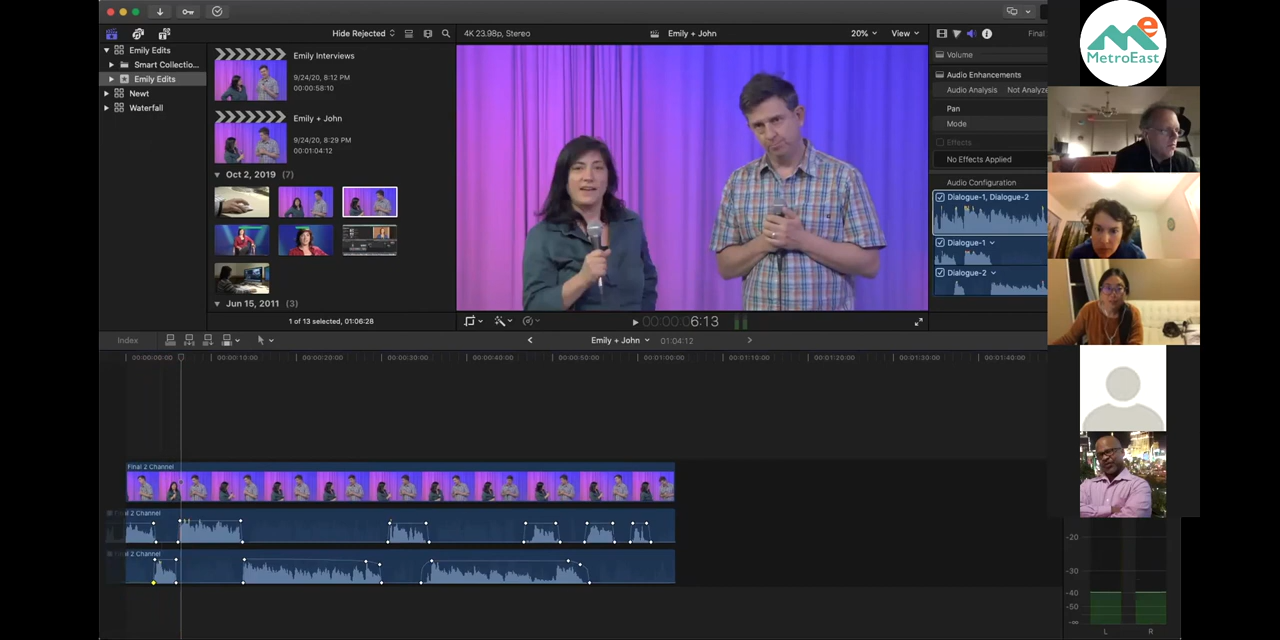 Hide Rejected
4K 23.98p, Stereo
Emily + John
20%
View
Final
Emily Edits
Smart Collectio...
Emily Edits
Newt
Waterfall
Emily Interviews
9/24/20 8:12 PM
00:00:58:10
Emily + John
9/24/20 8:29 PM
00:01:04:12
Oct 2, 2019 (7)
Jun 15, 2011 (3)
1 of 13 selected, 01:06:28
00:00:00:06:13
Volume
Audio Enhancements
Audio Analysis Not Analyze
Pan
Mode
Effects
No Effects Applied
Audio Configuration
Dialogue-1, Dialogue-2
Dialogue-1
Dialogue-2
MetroEast
Index
Emily + John
01:04:12
00:00:00:00
00:00:10:00
00:00:20:00
00:00:30:00
00:00:40:00
00:00:50:00
00:01:00:00
00:01:10:00
00:01:20:00
00:01:30:00
00:01:40:00
Final 2 Channel
Final 2 Channel
Final 2 Channel
-20
-30
-40
-50
-∞
L R